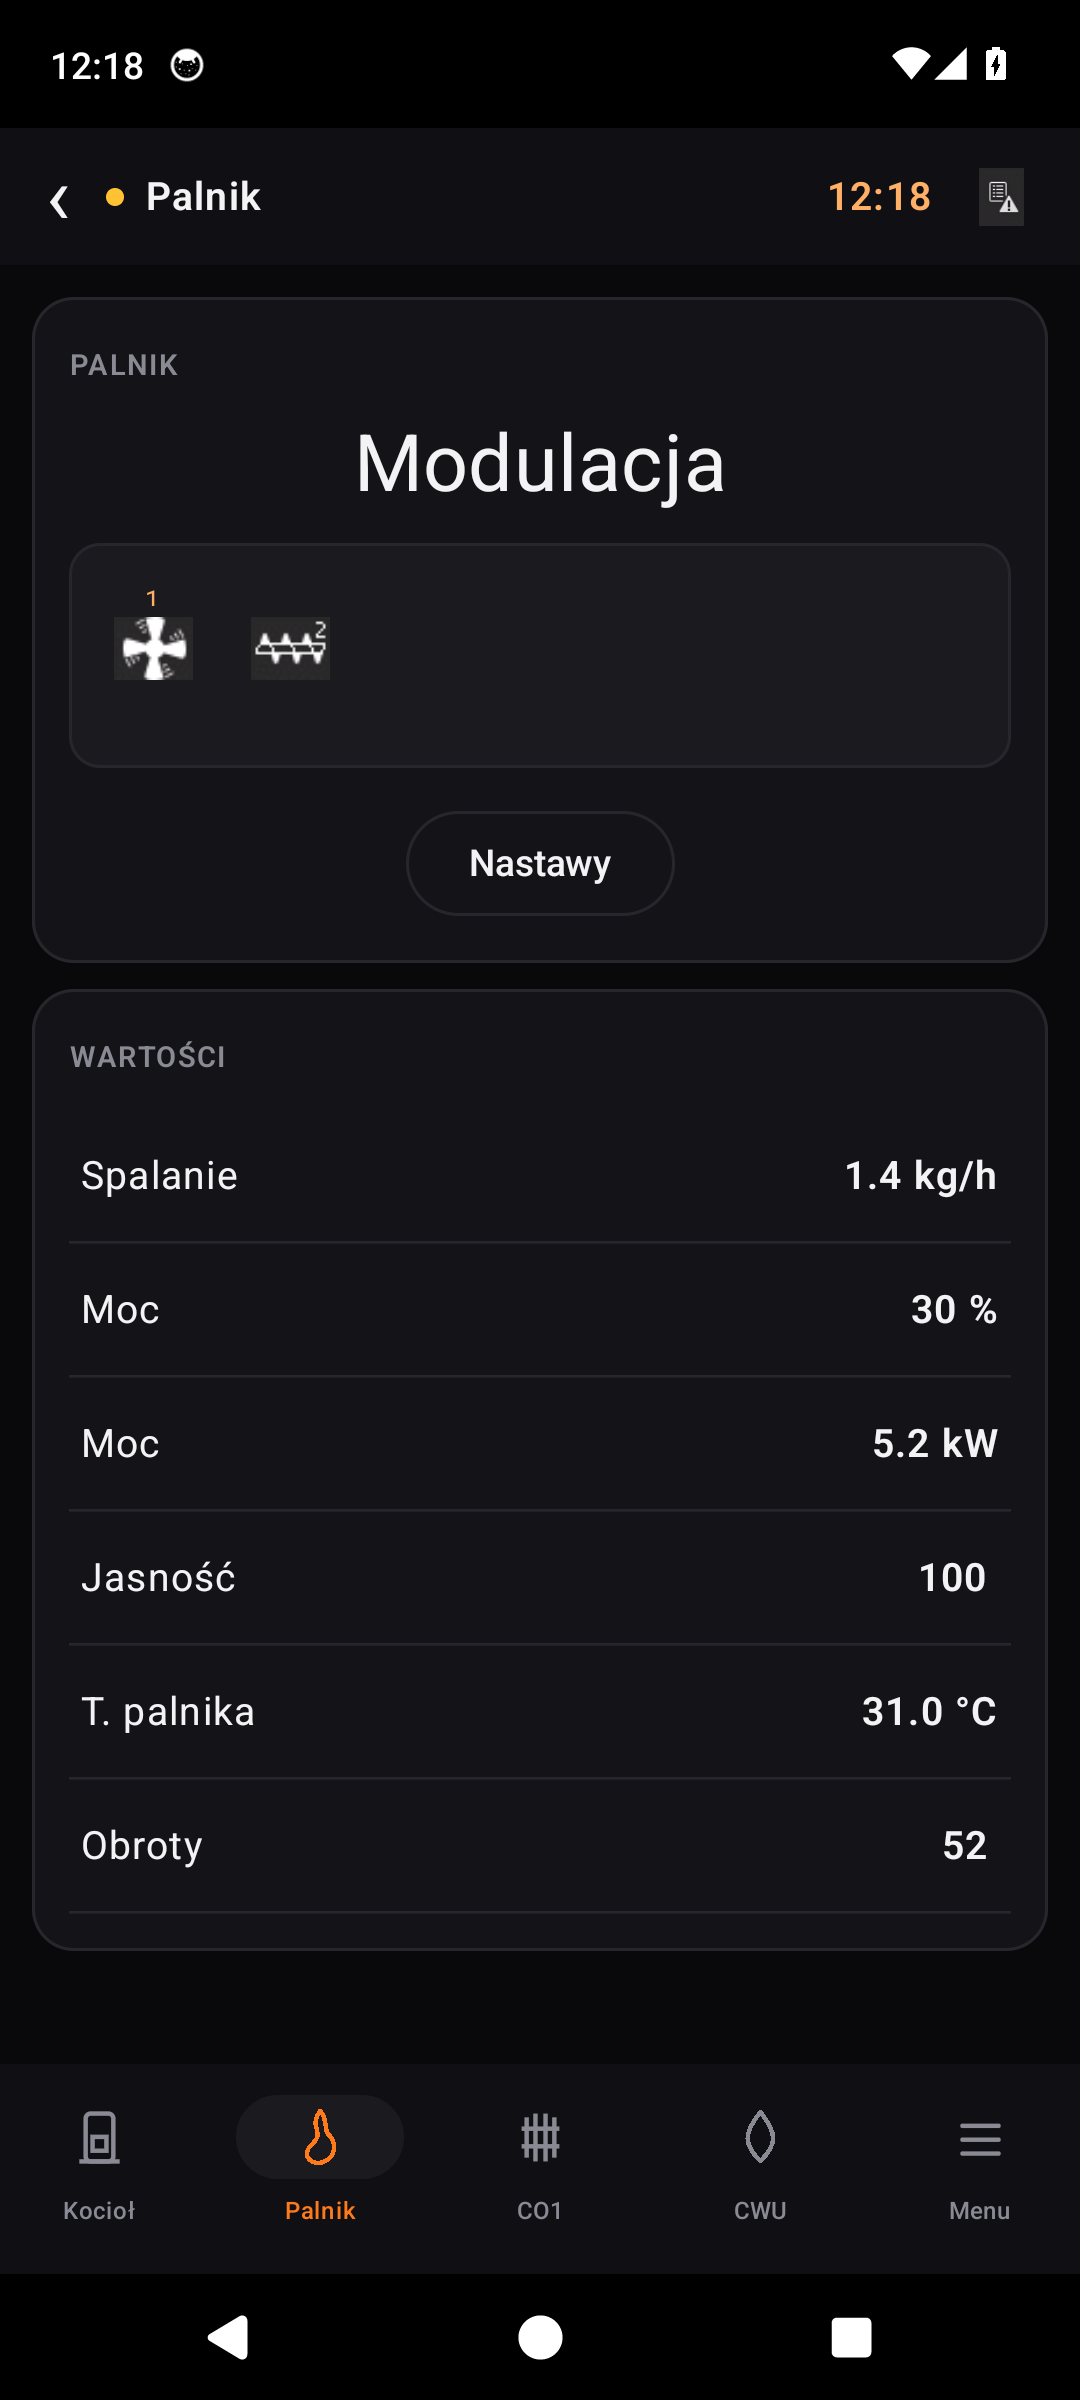 12:18
Palnik
12:18
PALNIK
Modulacja
1
2
Nastawy
WARTOŚCI
Spalanie 1.4 kg/h
Moc 30 %
Moc 5.2 kW
Jasność 100
T. palnika 31.0 °C
Obroty 52
Kocioł Palnik CO1 CWU Menu